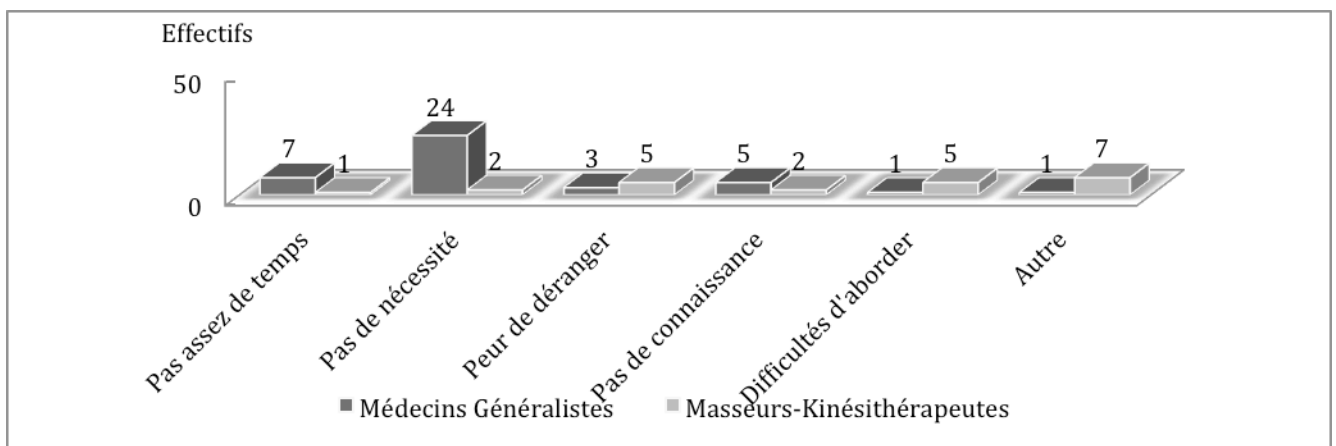 Effectifs
50
0
7 1 24 2 3 5 5 2 1 5 1 7
Pas assez de temps
Pas de nécessité
Peur de déranger
Pas de connaissance
Difficultés d'aborder
Autre
Médecins Généralistes Masseurs-Kinésithérapeutes